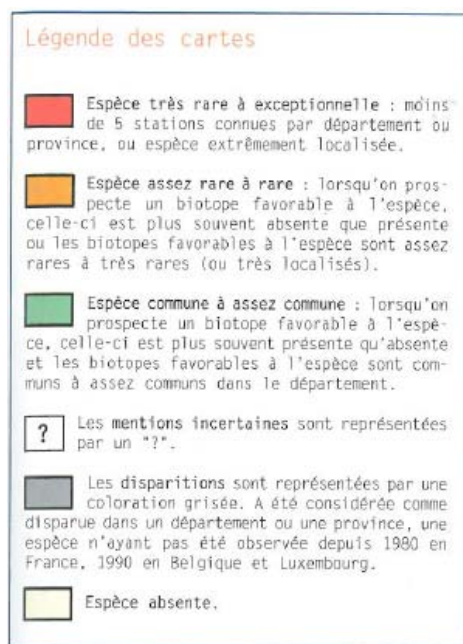 Légende des cartes
Espèce très rare à exceptionnelle : moins
de 5 stations connues par département ou
province, ou espèce extrêmement localisée.
Espèce assez rare à rare : lorsqu'on pros-
pecte un biotope favorable à l'espèce,
celle-ci est plus souvent absente que présente
ou les biotopes favorables à l'espèce sont assez
rares à très rares (ou très localisés).
Espèce commune à assez commune : lorsqu'on
prospecte un biotope favorable à l'espè-
ce, celle-ci est plus souvent présente qu'absente
et les biotopes favorables à l'espèce sont com-
muns à assez communs dans le département.
? Les mentions incertaines sont représentées
par un "?".
Les disparitions sont représentées par une
coloration grisée. A été considérée comme
disparue dans un département ou une province, une
espèce n'ayant pas été observée depuis 1980 en
France, 1990 en Belgique et Luxembourg.
Espèce absente.